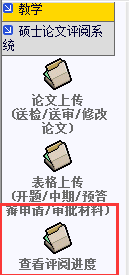 教学
硕士论文评阅系
统
论文上传
(送检/送审/修改
论文)
表格上传
(开题/中期/预答
辩申请/审批材料)
查看评阅进度